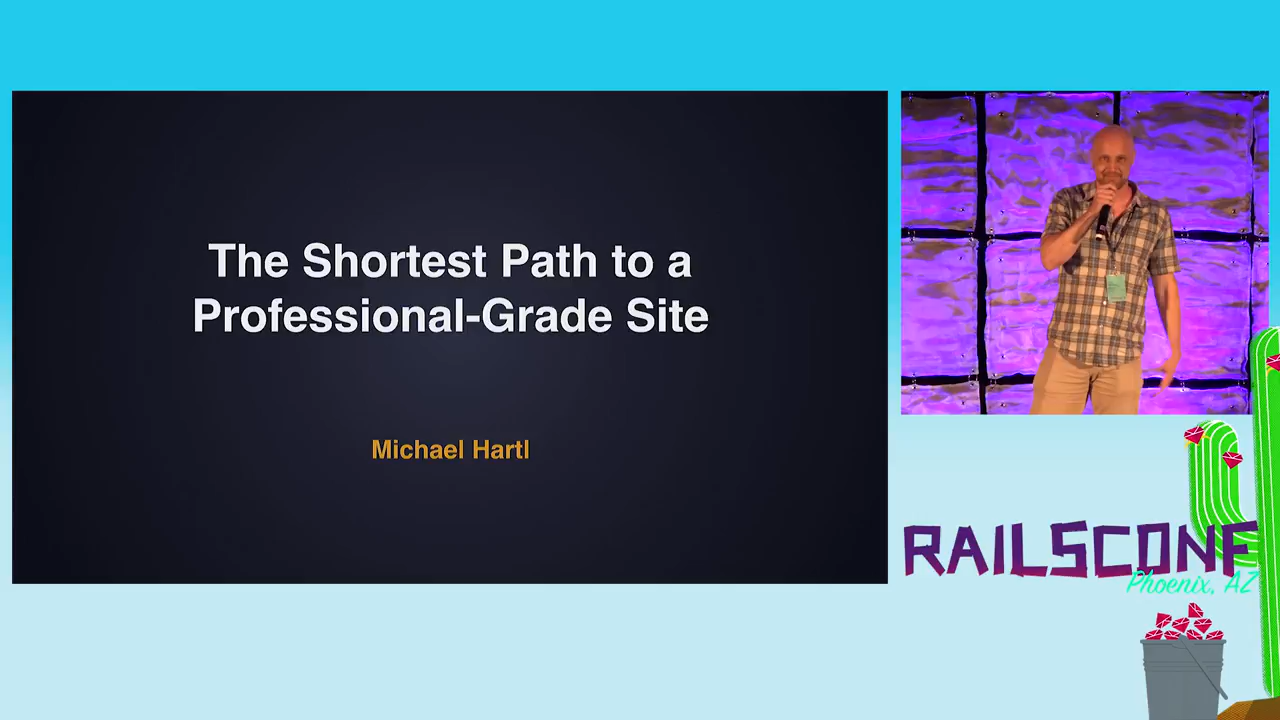 The Shortest Path to a
Professional-Grade Site
Michael Hartl
RAILSCONF
Phoenix, AZ